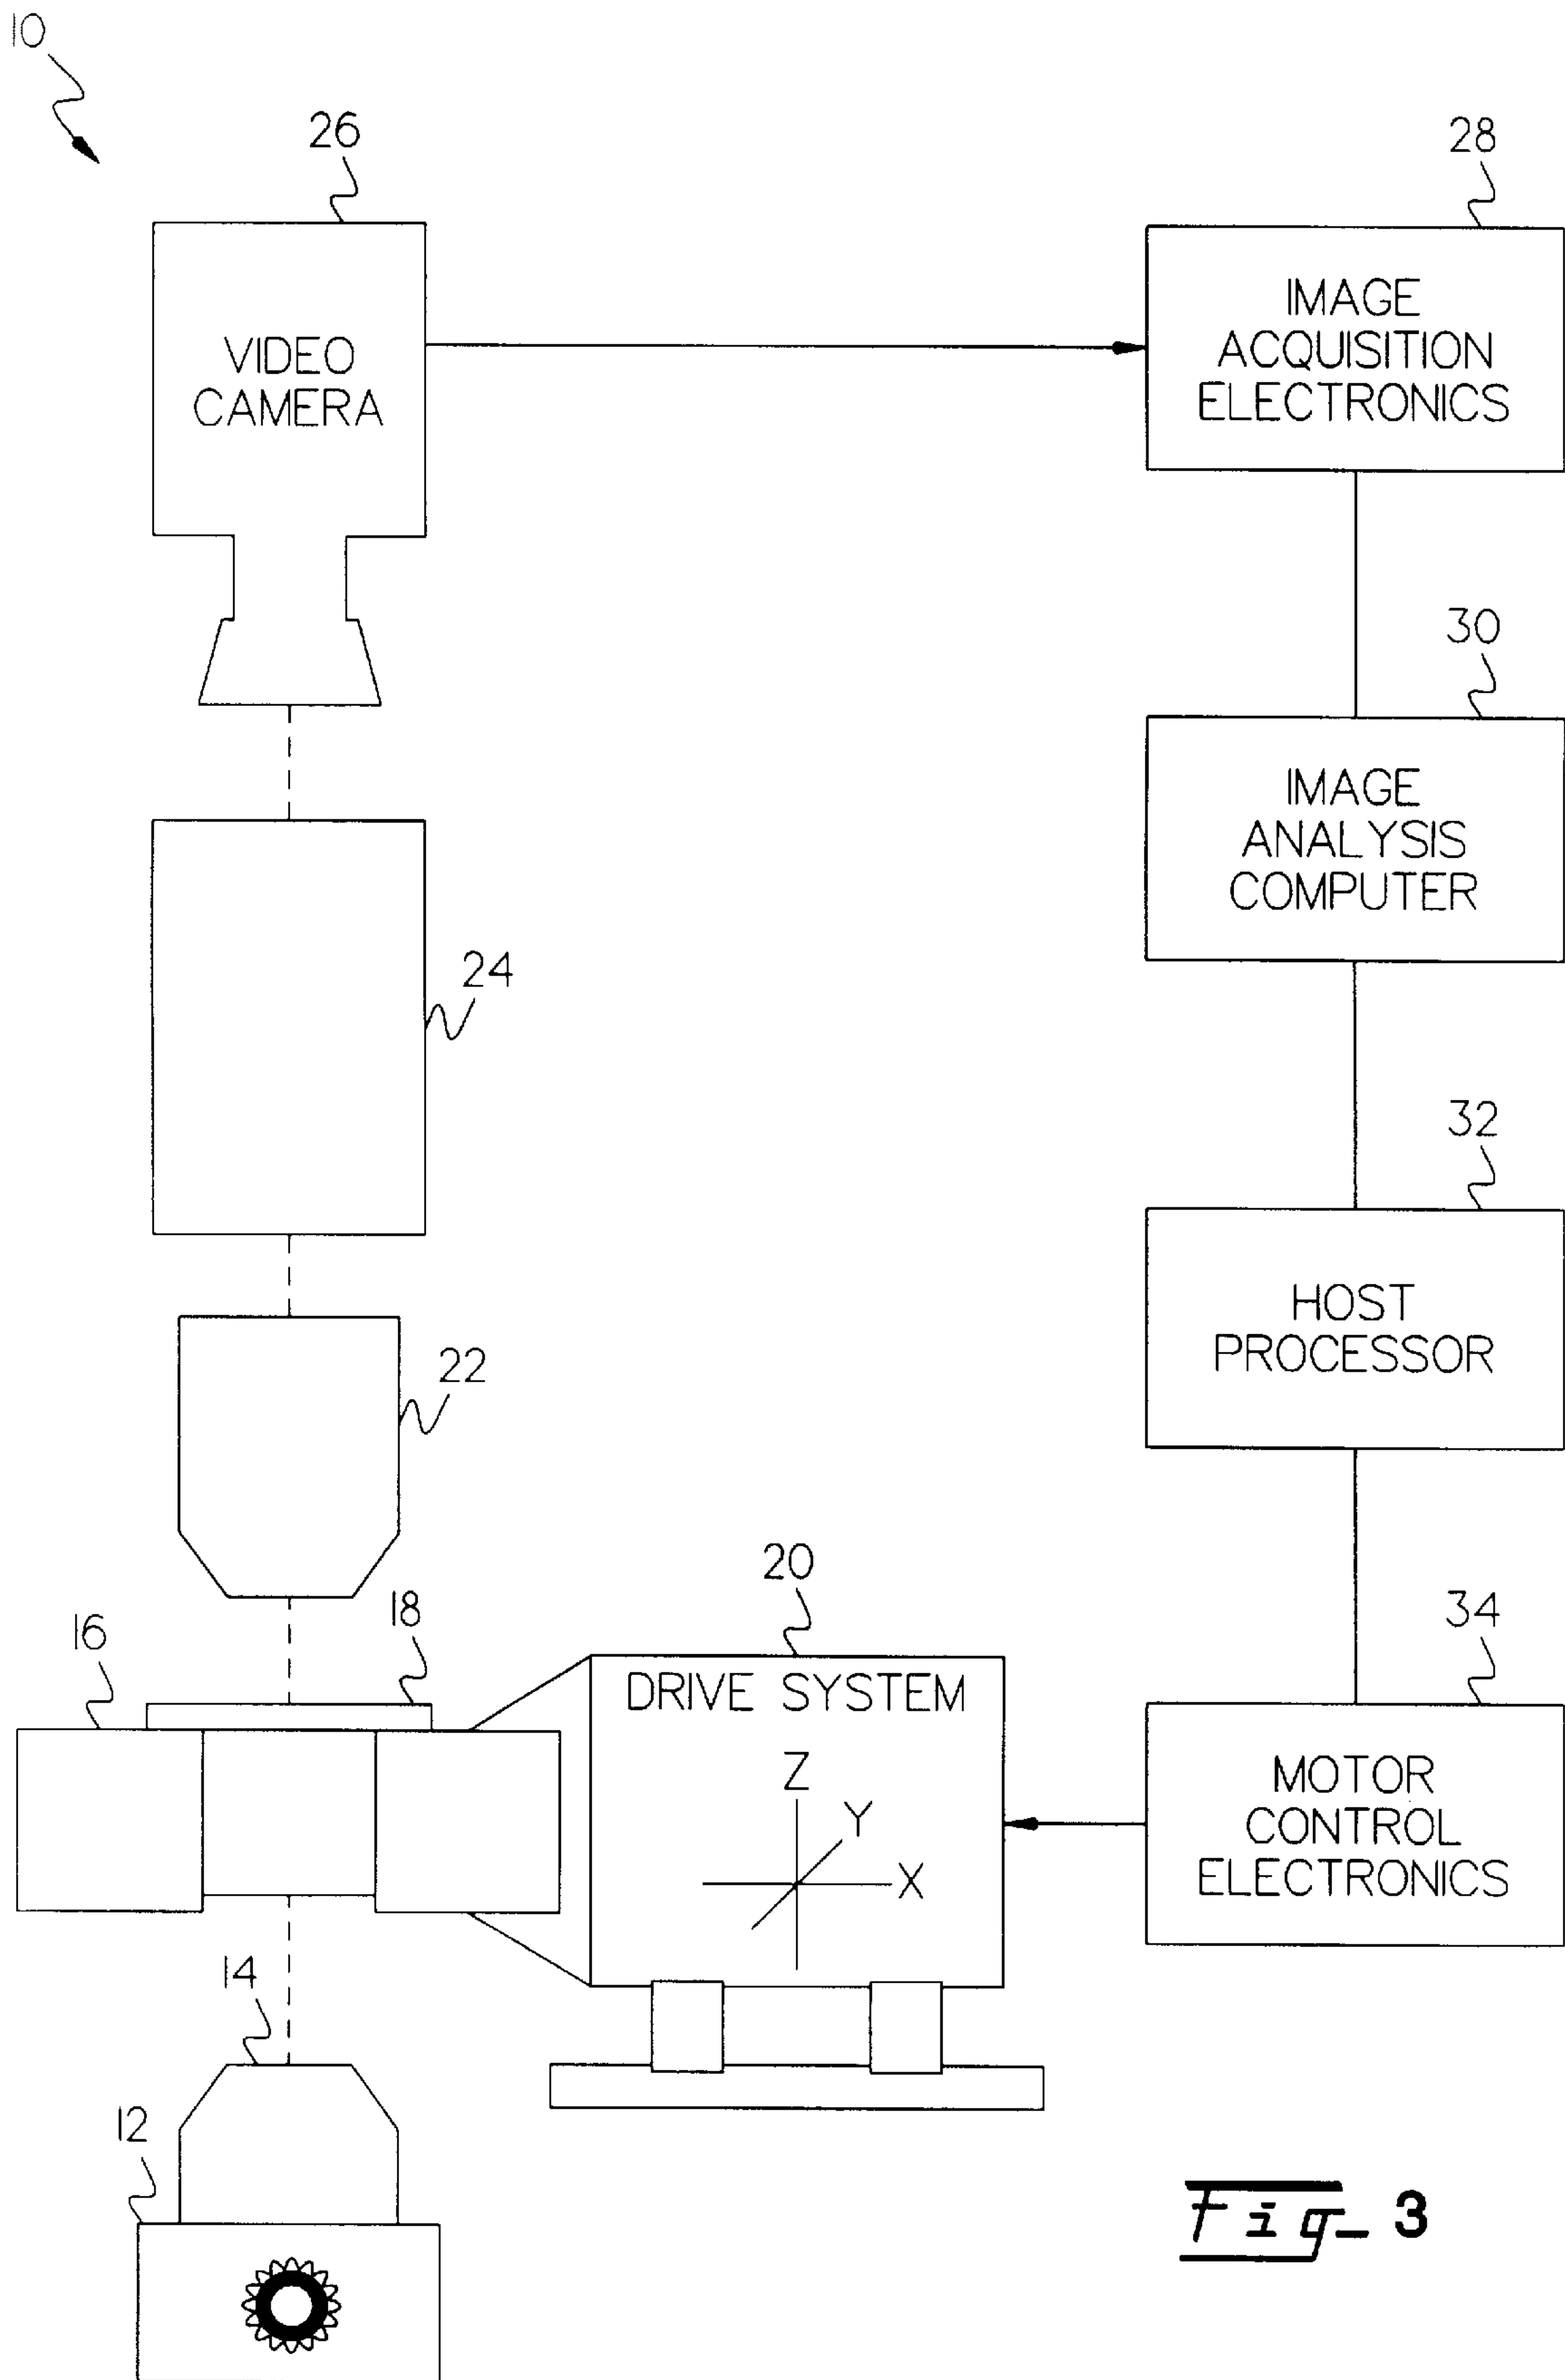 10
26
28
VIDEO
CAMERA
IMAGE
ACQUISITION
ELECTRONICS
30
IMAGE
ANALYSIS
COMPUTER
24
32
HOST
PROCESSOR
22
20
18
16
34
DRIVE SYSTEM
Z
Y
X
MOTOR
CONTROL
ELECTRONICS
14
12
Fig- 3